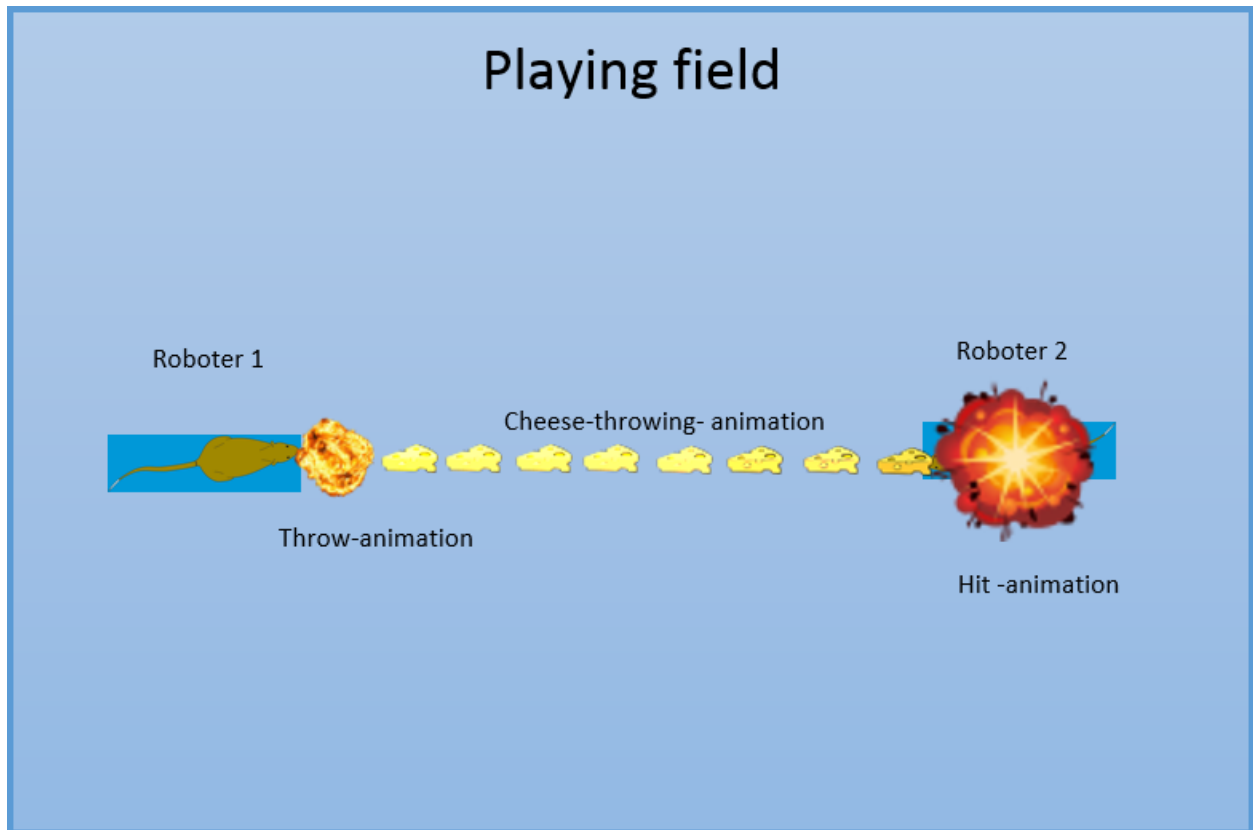 Playing field
Roboter 1
Roboter 2
Cheese-throwing- animation
Throw-animation
Hit -animation